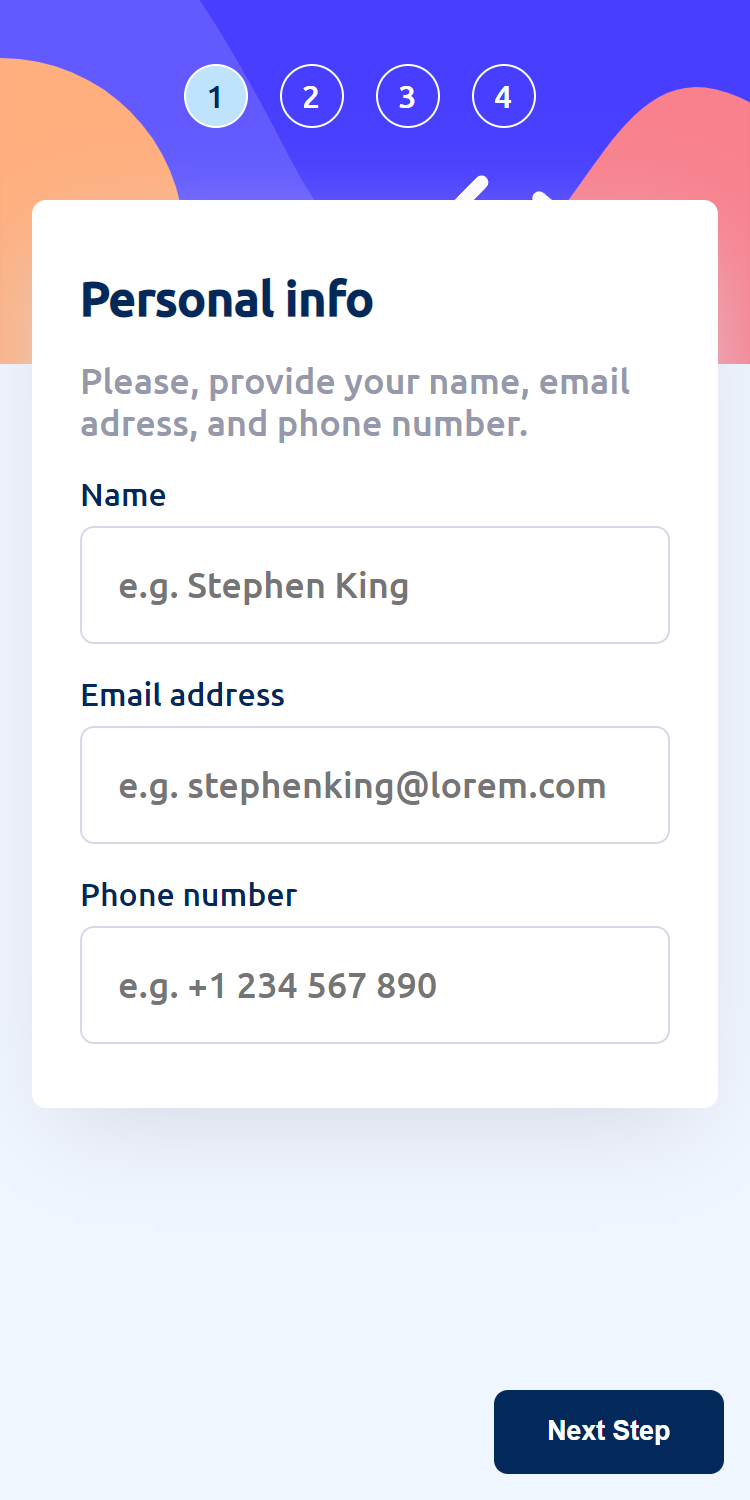 1 2 3 4
Personal info
Please, provide your name, email
adress, and phone number.
Name
e.g. Stephen King
Email address
e.g. stephenking@lorem.com
Phone number
e.g. +1 234 567 890
Next Step